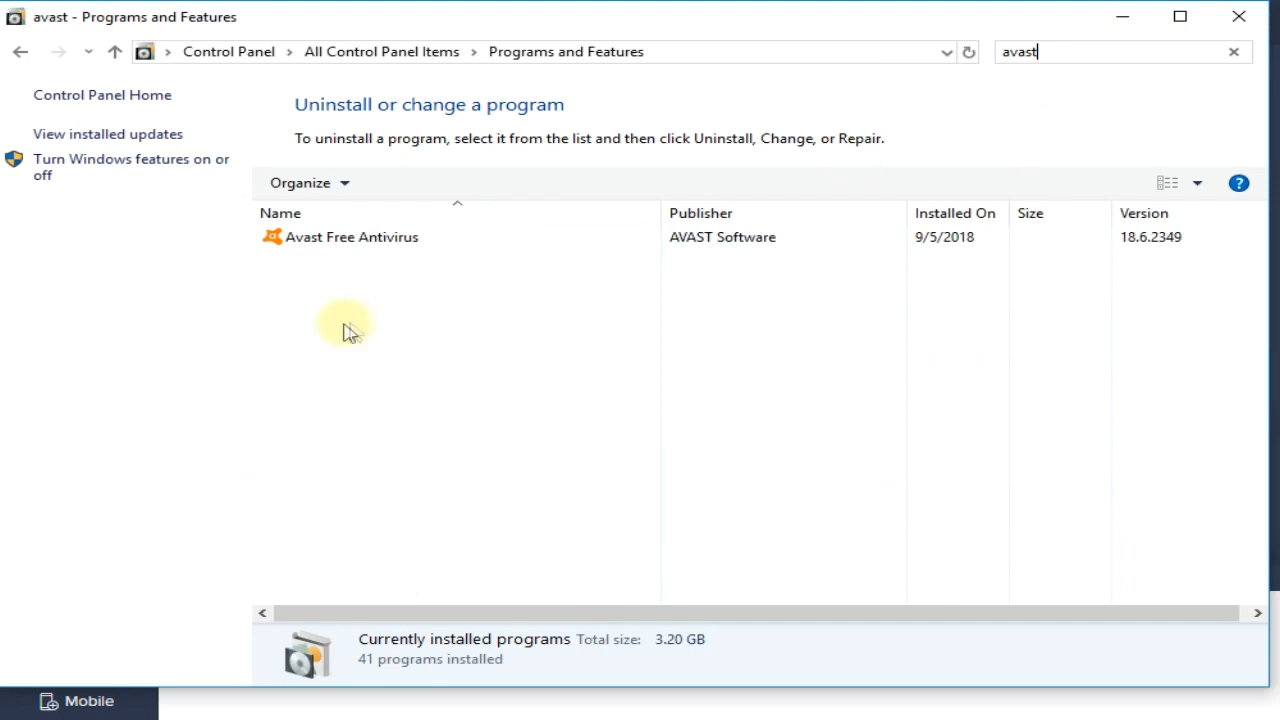 avast - Programs and Features
Control Panel All Control Panel Items Programs and Features avast
Control Panel Home
View installed updates
Turn Windows features on or
off
Uninstall or change a program
To uninstall a program, select it from the list and then click Uninstall, Change, or Repair.
Organize
Name Publisher Installed On Size Version
Avast Free Antivirus AVAST Software 9/5/2018 18.6.2349
Currently installed programs Total size: 3.20 GB
41 programs installed
Mobile